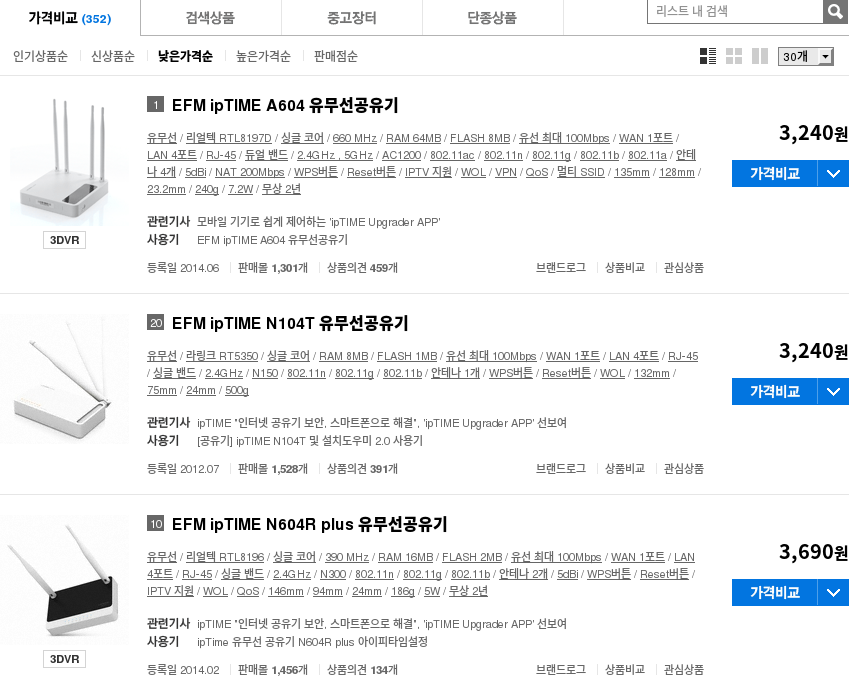 가격비교 (352) 검색상품 중고장터 단종상품 리스트 내 검색
인기상품순 신상품순 낮은가격순 높은가격순 판매점순 30개
1 EFM ipTIME A604 유무선공유기
3,240원
유무선 / 리얼텍 RTL8197D / 싱글 코어 / 660 MHz / RAM 64MB / FLASH 8MB / 유선 최대 100Mbps / WAN 1포트 /
LAN 4포트 / RJ-45 / 듀얼 밴드 / 2.4GHz , 5GHz / AC1200 / 802.11ac / 802.11n / 802.11g / 802.11b / 802.11a / 안테
나 4개 / 5dBi / NAT 200Mbps / WPS버튼 / Reset버튼 / IPTV 지원 / WOL / VPN / QoS / 멀티 SSID / 135mm / 128mm /
23.2mm / 240g / 7.2W / 무상 2년
가격비교
관련기사 모바일 기기로 쉽게 제어하는 'ipTIME Upgrader APP'
사용기 EFM ipTIME A604 유무선공유기
3DVR
등록일 2014.06 판매몰 1,301개 상품의견 459개 브랜드로그 상품비교 관심상품
20 EFM ipTIME N104T 유무선공유기
3,240원
유무선 / 라링크 RT5350 / 싱글 코어 / RAM 8MB / FLASH 1MB / 유선 최대 100Mbps / WAN 1포트 / LAN 4포트 / RJ-45
/ 싱글 밴드 / 2.4GHz / N150 / 802.11n / 802.11g / 802.11b / 안테나 1개 / WPS버튼 / Reset버튼 / WOL / 132mm /
75mm / 24mm / 500g
가격비교
관련기사 ipTIME "인터넷 공유기 보안, 스마트폰으로 해결", 'ipTIME Upgrader APP' 선보여
사용기 [공유기] ipTIME N104T 및 설치도우미 2.0 사용기
등록일 2012.07 판매몰 1,528개 상품의견 391개 브랜드로그 상품비교 관심상품
10 EFM ipTIME N604R plus 유무선공유기
3,690원
유무선 / 리얼텍 RTL8196 / 싱글 코어 / 390 MHz / RAM 16MB / FLASH 2MB / 유선 최대 100Mbps / WAN 1포트 / LAN
4포트 / RJ-45 / 싱글 밴드 / 2.4GHz / N300 / 802.11n / 802.11g / 802.11b / 안테나 2개 / 5dBi / WPS버튼 / Reset버튼 /
IPTV 지원 / WOL / QoS / 146mm / 94mm / 24mm / 186g / 5W / 무상 2년
가격비교
관련기사 ipTIME "인터넷 공유기 보안, 스마트폰으로 해결", 'ipTIME Upgrader APP' 선보여
사용기 ipTime 유무선 공유기 N604R plus 아이피타임설정
3DVR
등록일 2014.02 판매몰 1,456개 상품의견 134개 브랜드로그 상품비교 관심상품